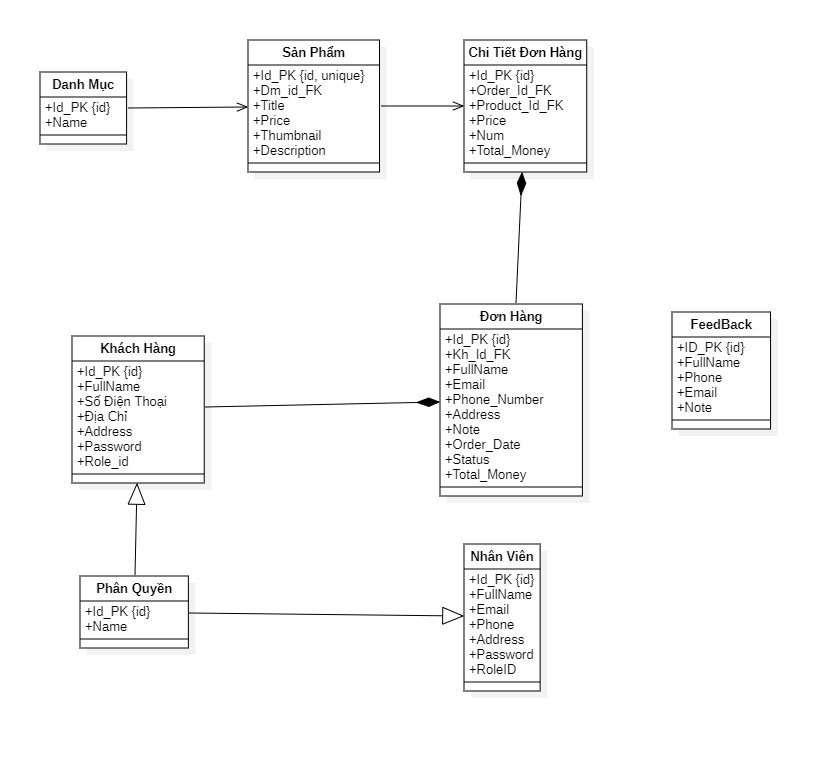 Danh Mục
+Id_PK {id}
+Name
Sản Phẩm
+Id_PK {id, unique}
+Dm_id_FK
+Title
+Price
+Thumbnail
+Description
Chi Tiết Đơn Hàng
+Id_PK {id}
+Order_Id_FK
+Product_Id_FK
+Price
+Num
+Total_Money
Khách Hàng
+Id_PK {id}
+FullName
+Số Điện Thoại
+Địa Chỉ
+Address
+Password
+Role_id
Đơn Hàng
+Id_PK {id}
+Kh_Id_FK
+FullName
+Email
+Phone_Number
+Address
+Note
+Order_Date
+Status
+Total_Money
FeedBack
+ID_PK {id}
+FullName
+Phone
+Email
+Note
Phân Quyền
+Id_PK {id}
+Name
Nhân Viên
+Id_PK {id}
+FullName
+Email
+Phone
+Address
+Password
+RoleID